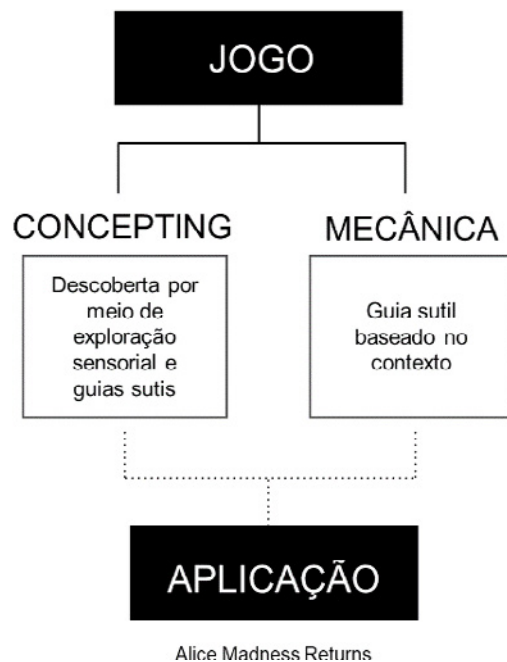 JOGO
CONCEPTING
Descoberta por
meio de
exploração
sensorial e
guias sutis
MECÂNICA
Guia sutil
baseado no
contexto
APLICAÇÃO
Alice Madness Returns